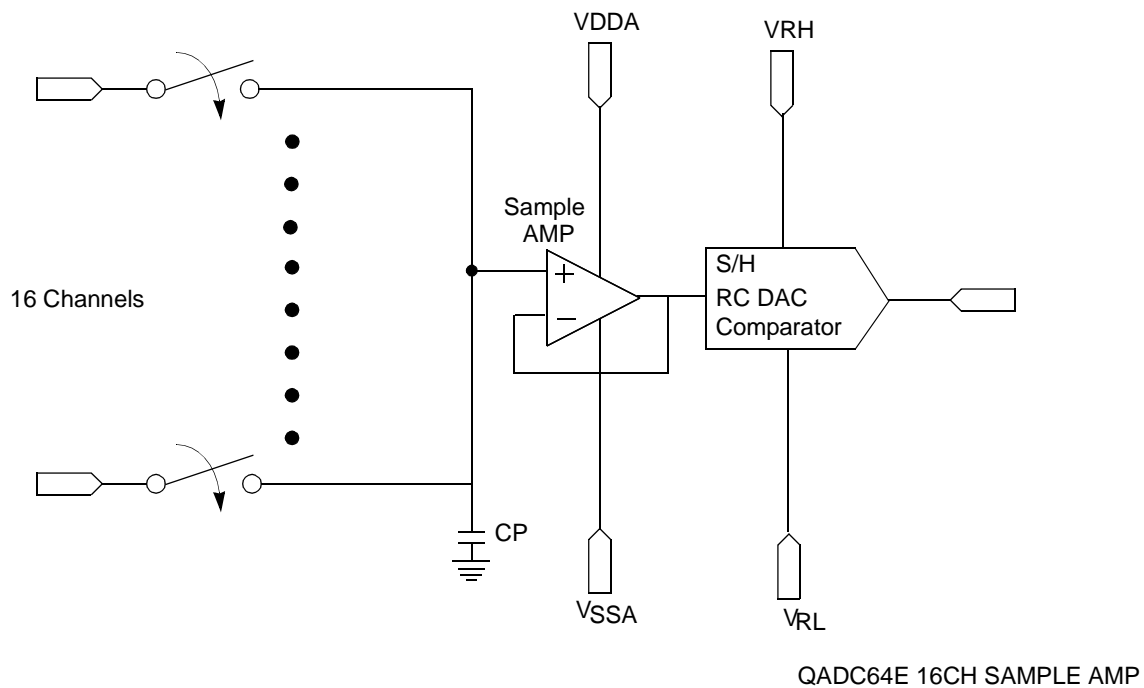 VDDA
VRH
Sample
AMP
+
−
S/H
RC DAC
Comparator
16 Channels
CP
VSSA
VRL
QADC64E 16CH SAMPLE AMP